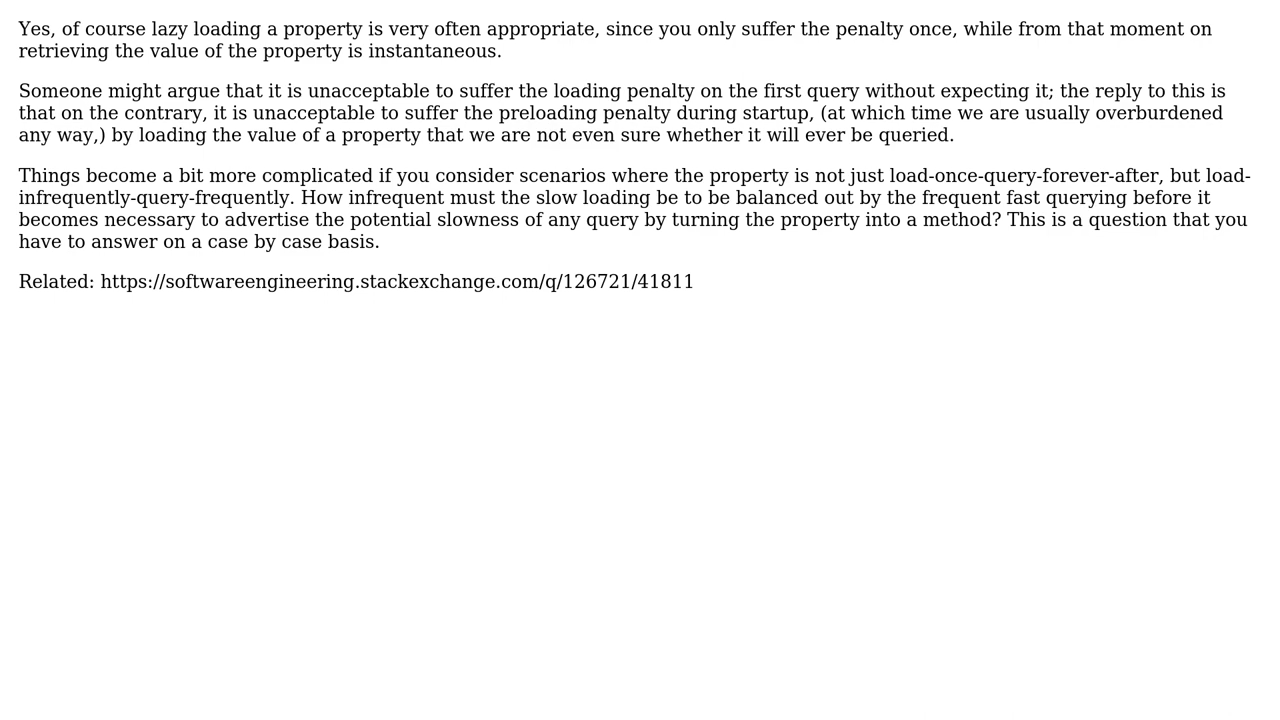 Yes, of course lazy loading a property is very often appropriate, since you only suffer the penalty once, while from that moment on
retrieving the value of the property is instantaneous.
Someone might argue that it is unacceptable to suffer the loading penalty on the first query without expecting it; the reply to this is
that on the contrary, it is unacceptable to suffer the preloading penalty during startup, (at which time we are usually overburdened
any way,) by loading the value of a property that we are not even sure whether it will ever be queried.
Things become a bit more complicated if you consider scenarios where the property is not just load-once-query-forever-after, but load-
infrequently-query-frequently. How infrequent must the slow loading be to be balanced out by the frequent fast querying before it
becomes necessary to advertise the potential slowness of any query by turning the property into a method? This is a question that you
have to answer on a case by case basis.
Related: https://softwareengineering.stackexchange.com/q/126721/41811